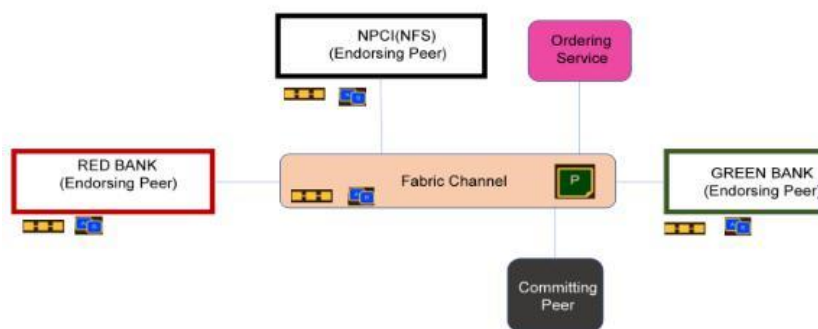 NPCI(NFS)
(Endorsing Peer)
Ordering
Service
RED BANK
(Endorsing Peer)
Fabric Channel
P
GREEN BANK
(Endorsing Peer)
Committing
Peer